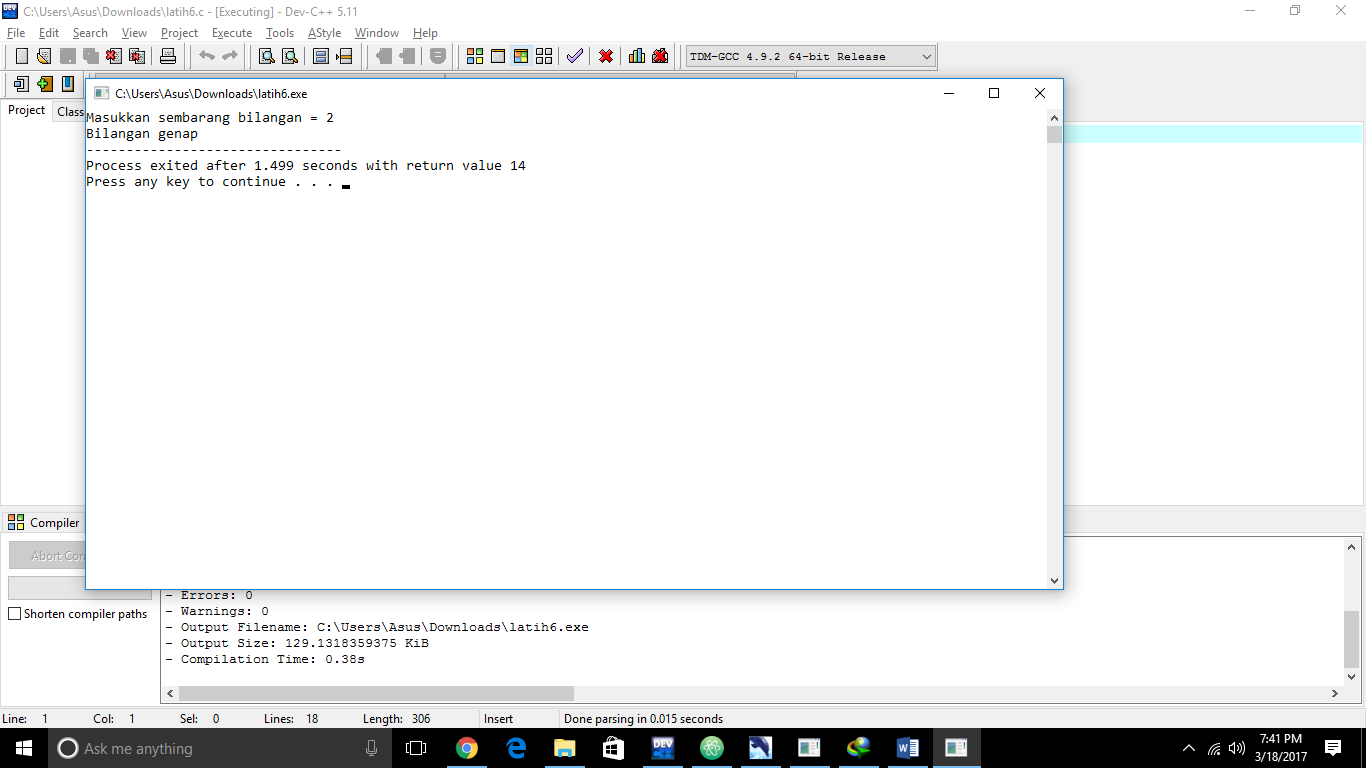 C:\Users\Asus\Downloads\latih6.c - [Executing] - Dev-C++ 5.11
File Edit Search View Project Execute Tools AStyle Window Help
TDM-GCC 4.9.2 64-bit Release
Project Class
C:\Users\Asus\Downloads\latih6.exe
Masukkan sembarang bilangan = 2
Bilangan genap
--------------------------------
Process exited after 1.499 seconds with return value 14
Press any key to continue . . .
Compiler
Abort Com
Shorten compiler paths
- Errors: 0
- Warnings: 0
- Output Filename: C:\Users\Asus\Downloads\latih6.exe
- Output Size: 129.1318359375 KiB
- Compilation Time: 0.38s
Line: 1 Col: 1 Sel: 0 Lines: 18 Length: 306 Insert Done parsing in 0.015 seconds
Ask me anything
DEV
7:41 PM
3/18/2017